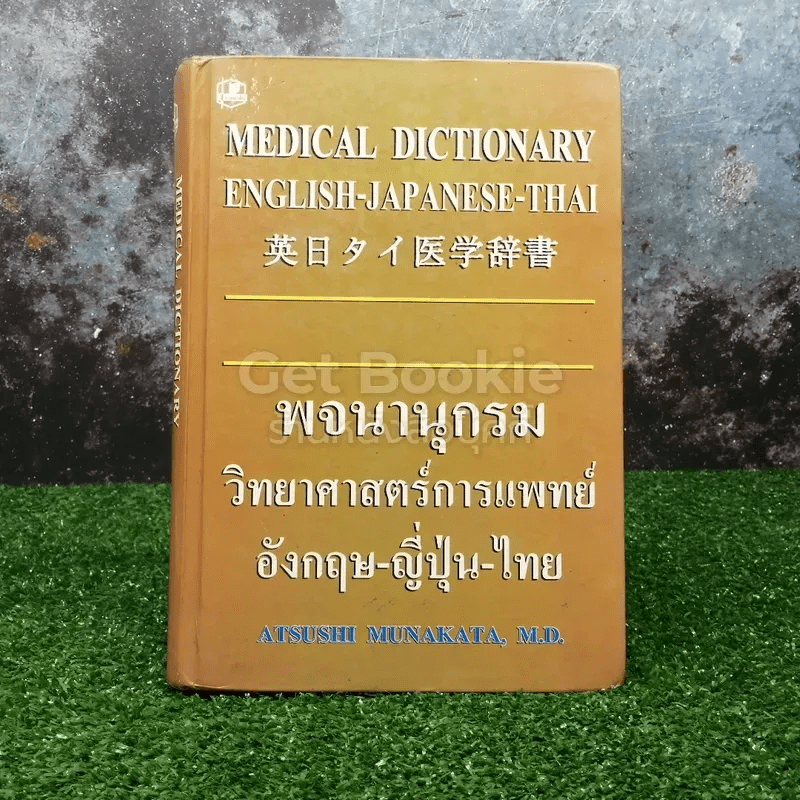 MEDICAL DICTIONARY
ENGLISH-JAPANESE-THAI
英日タイ医学辞書
Get Bookie
พจนานุกรม
วิทยาศาสตร์การแพทย์
อังกฤษ-ญี่ปุ่น-ไทย
ATSUSHI MUNAKATA, M.D.
MEDICAL DICTIONARY